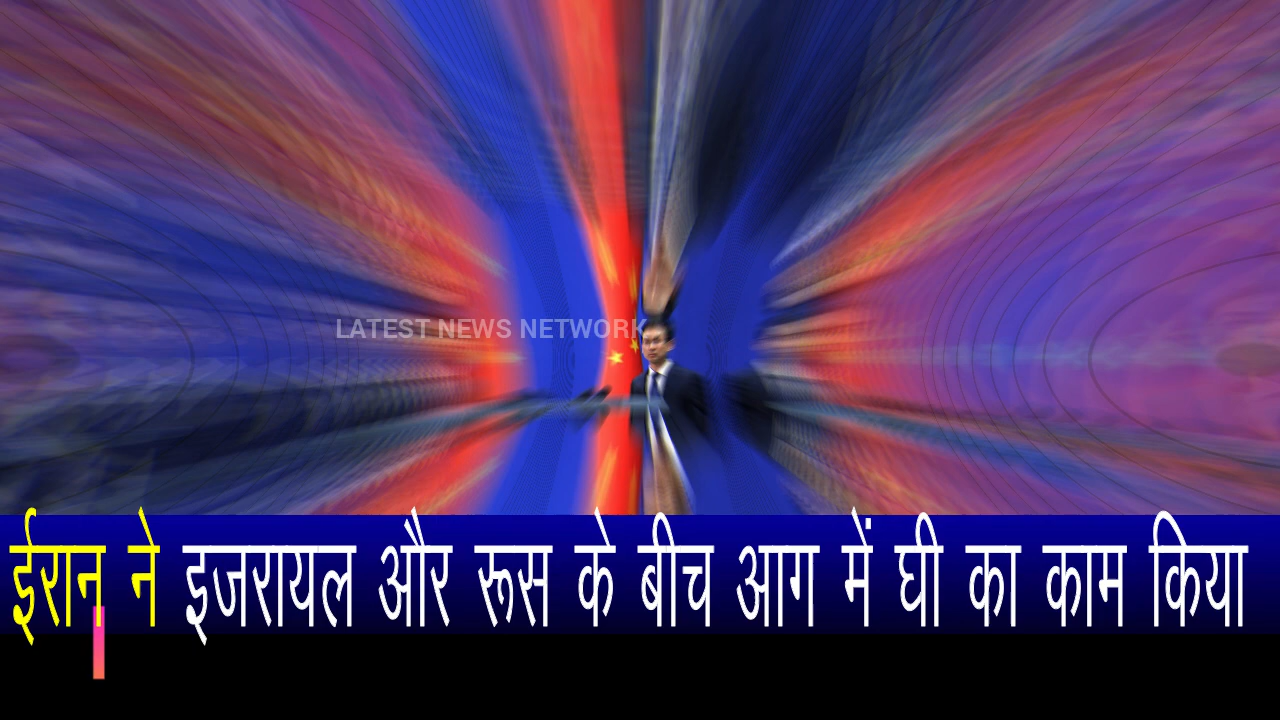 LATEST NEWS NETWORK
ईरान ने इजरायल और रूस के बीच आग में घी का काम किया